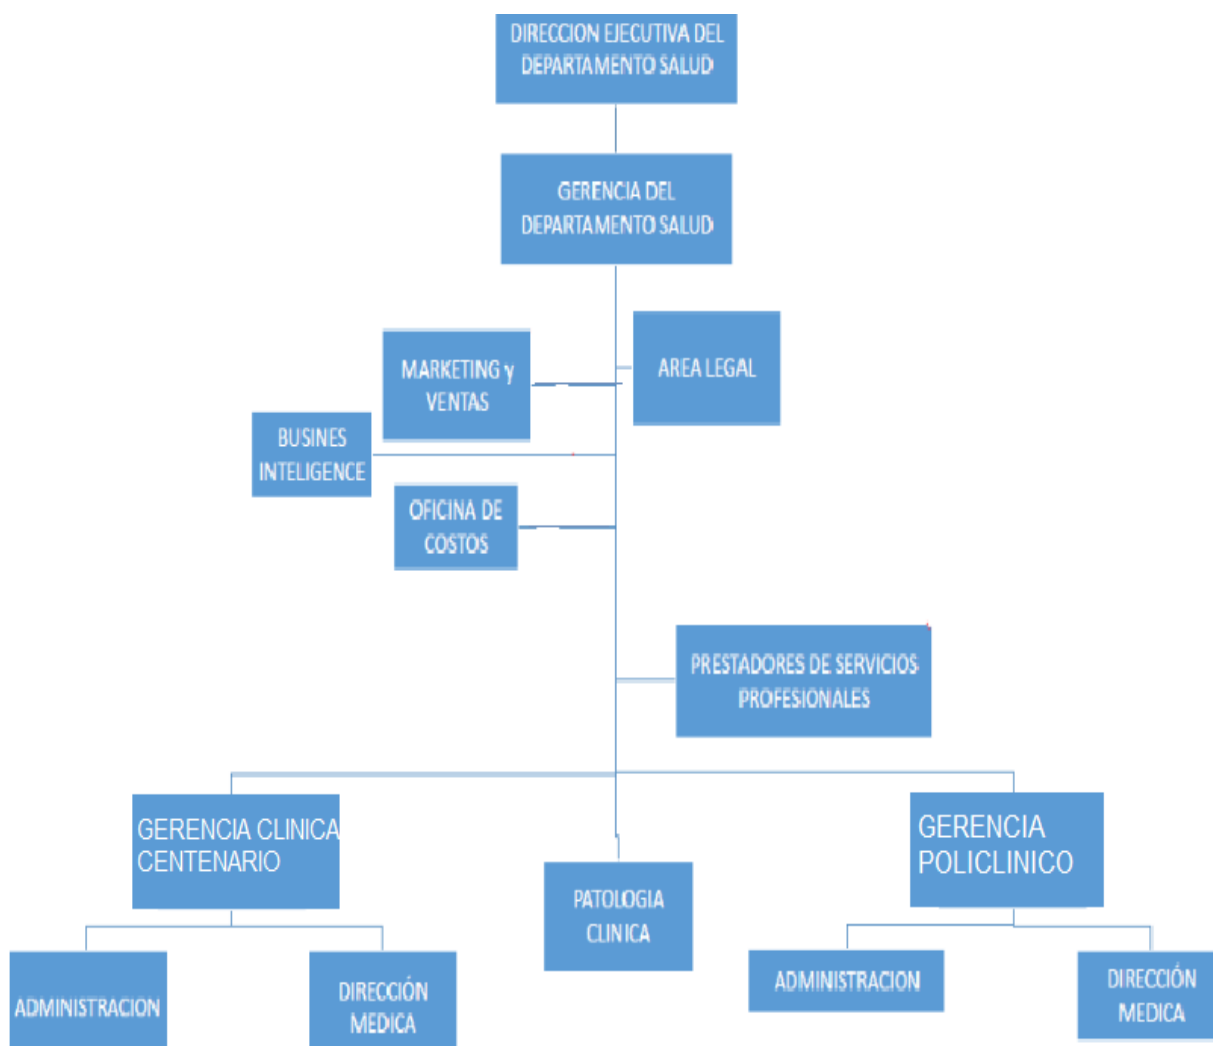 DIRECCION EJECUTIVA DEL
DEPARTAMENTO SALUD
GERENCIA DEL
DEPARTAMENTO SALUD
MARKETING y
VENTAS
AREA LEGAL
BUSINES
INTELIGENCE
OFICINA DE
COSTOS
PRESTADORES DE SERVICIOS
PROFESIONALES
GERENCIA CLINICA
CENTENARIO
PATOLOGIA
CLINICA
GERENCIA
POLICLINICO
ADMINISTRACION
DIRECCIÓN
MEDICA
ADMINISTRACION
DIRECCIÓN
MEDICA